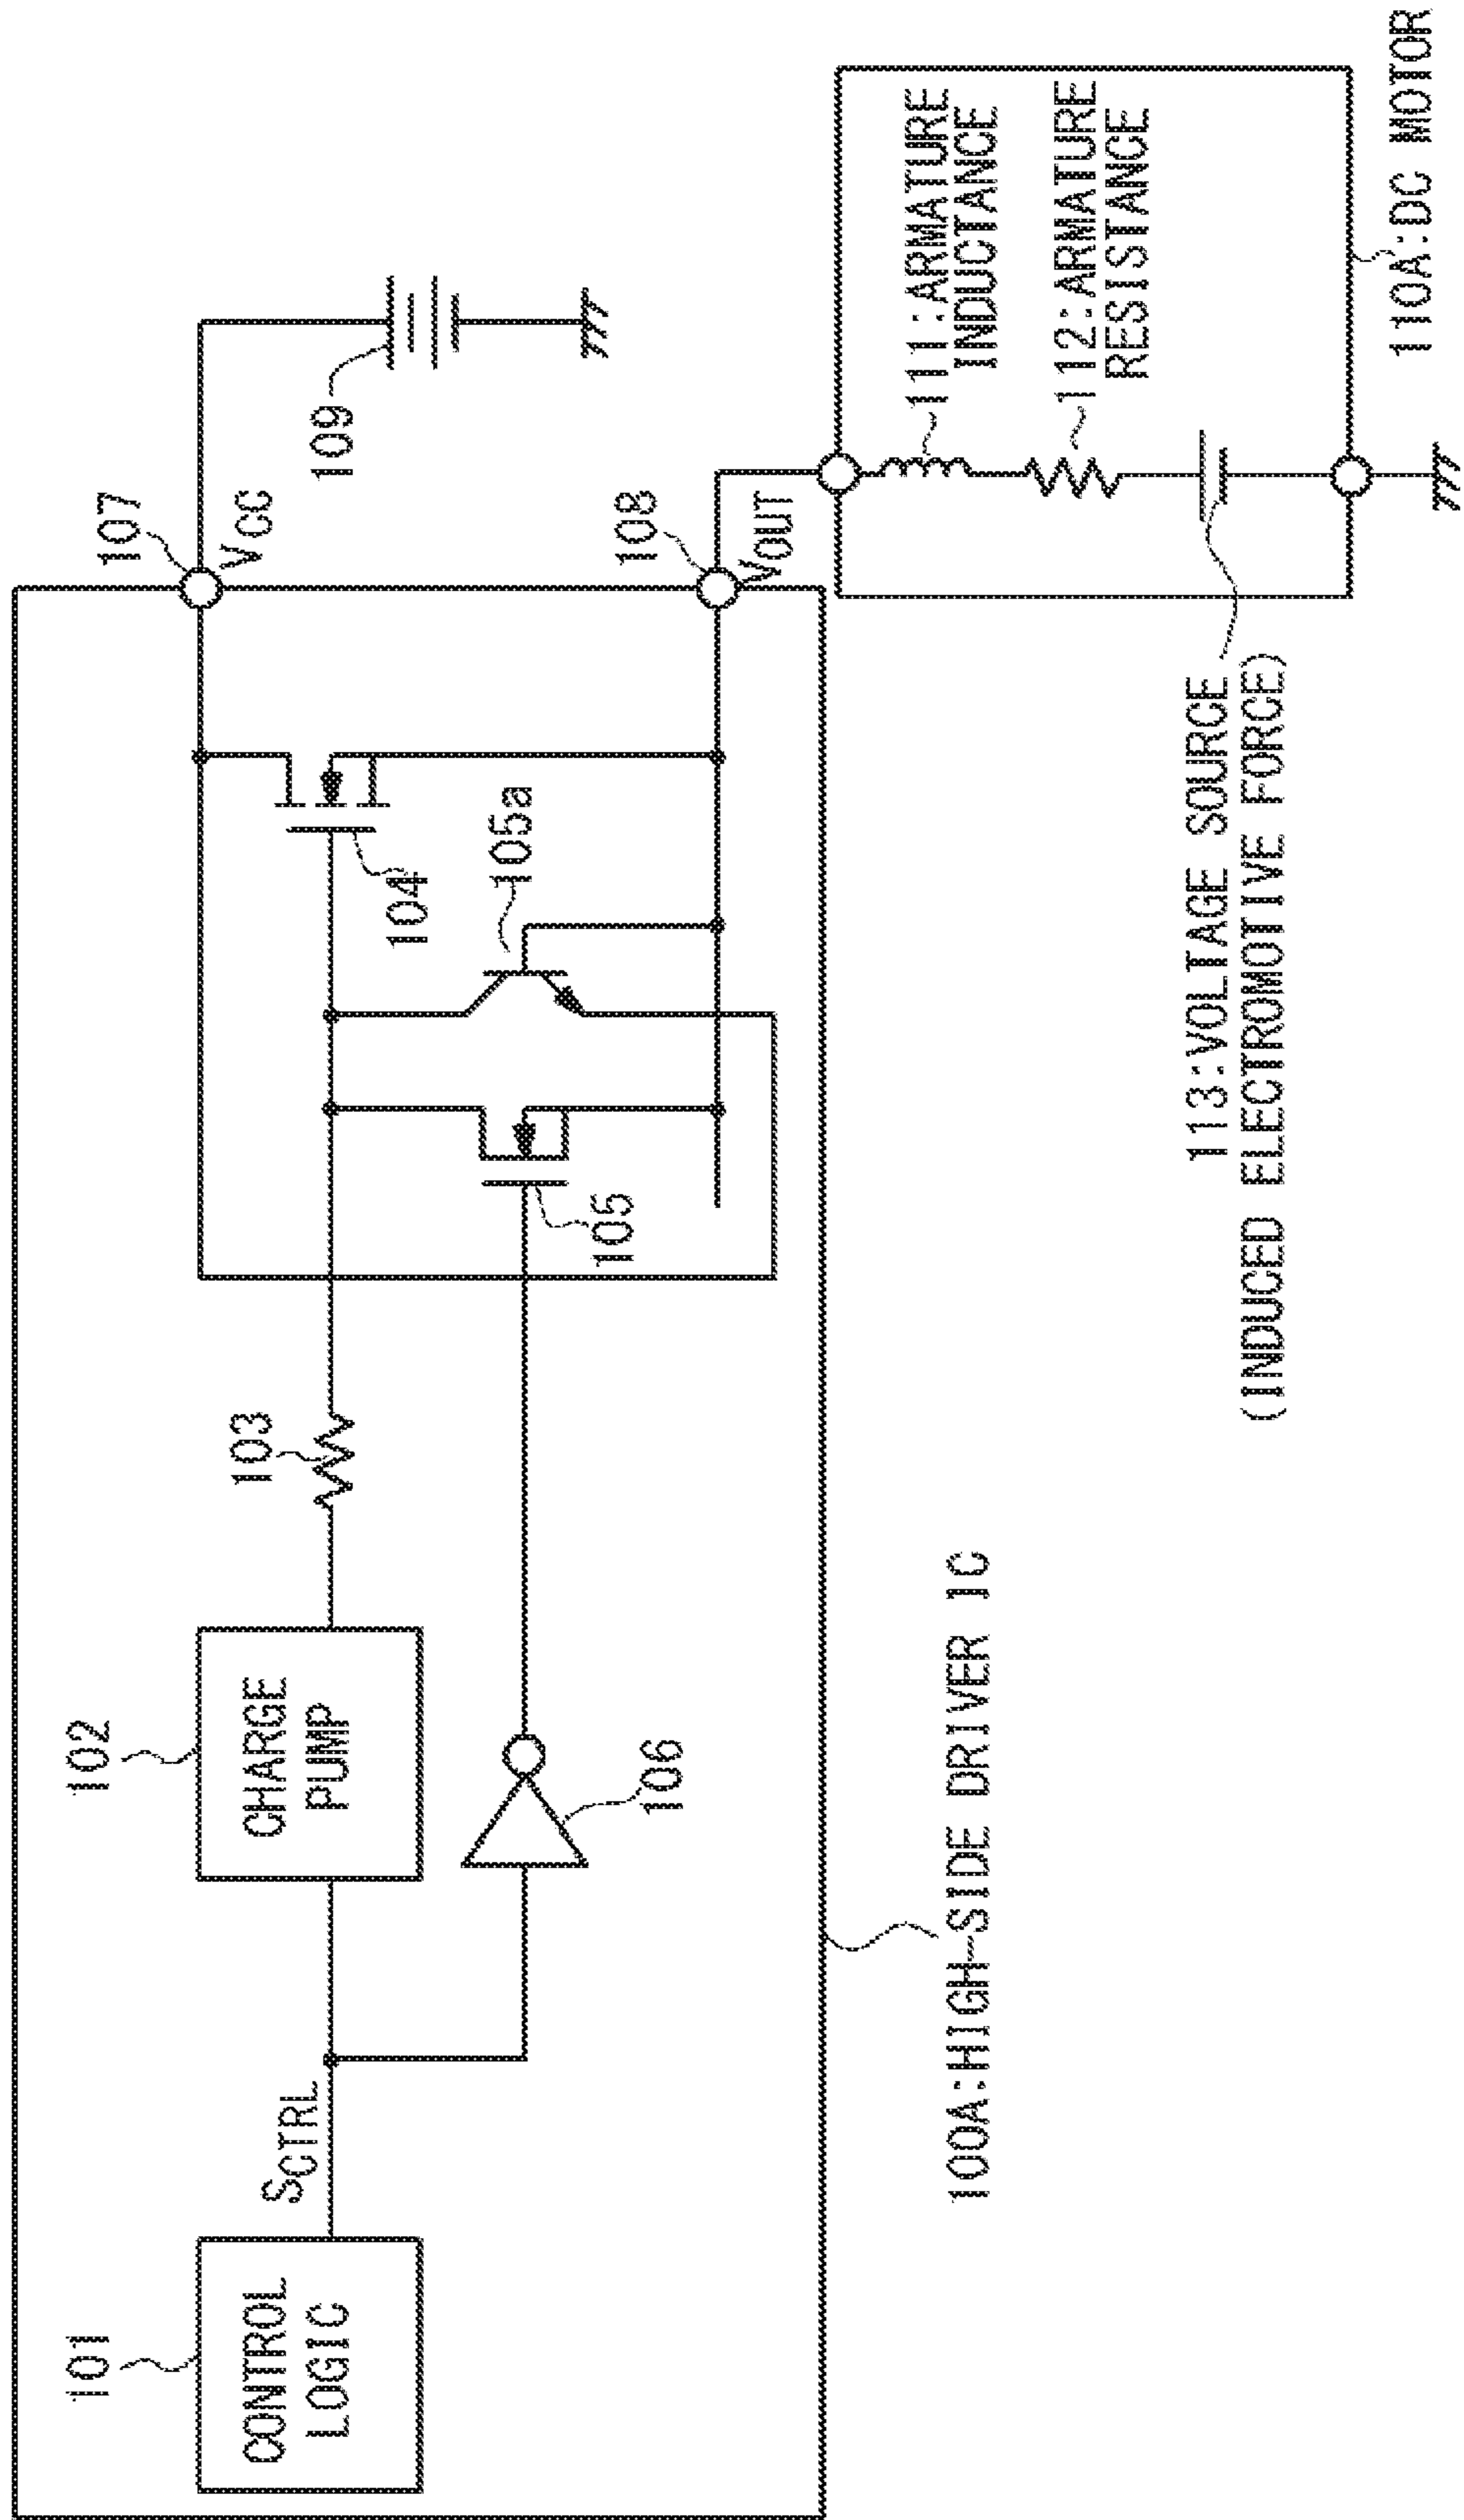 101
CONTROL
LOGIC
SCTRL
102
CHARGE
PUMP
106
103
105
105a
104
107
VCC
108
VOUT
109
111:ARMATURE
INDUCTANCE
112:ARMATURE
RESISTANCE
113:VOLTAGE SOURCE
(INDUCED ELECTROMOTIVE FORCE)
110A:DC MOTOR
100A:HIGH-SIDE DRIVER IC